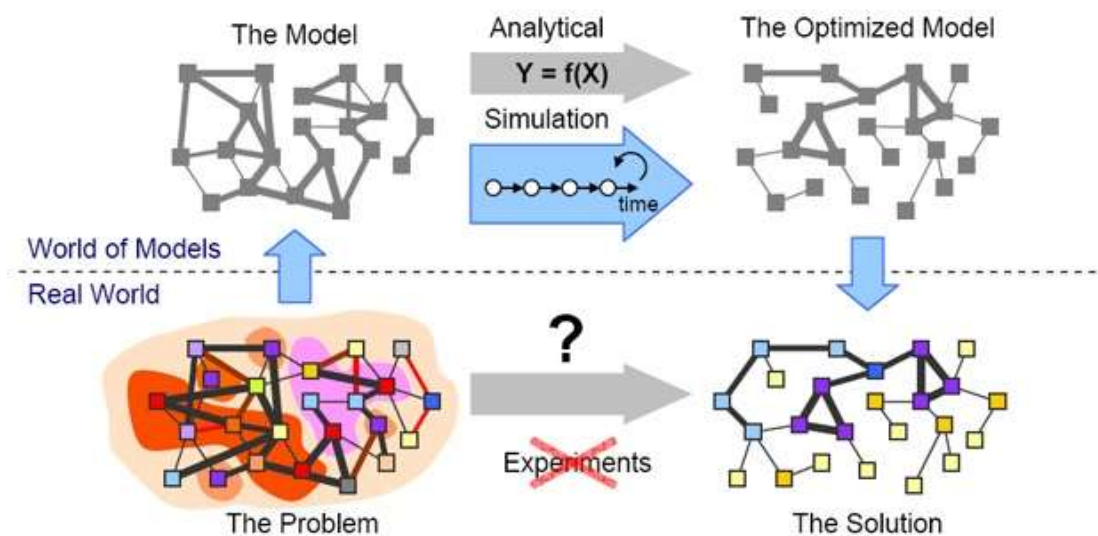 The Model
Analytical
The Optimized Model
Y = f(X)
Simulation
time
World of Models
Real World
?
Experiments
The Problem
The Solution